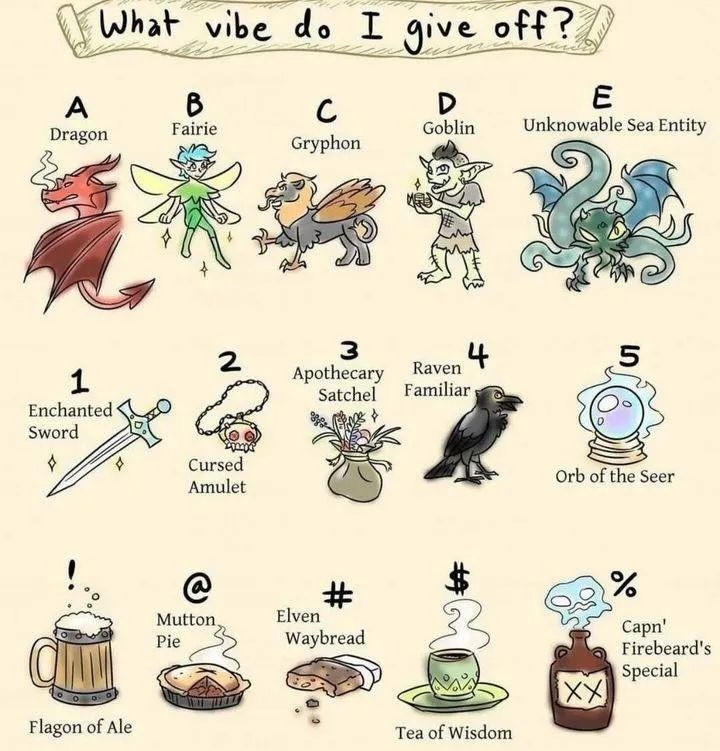 What vibe do I give off?
A
Dragon
B
Fairie
C
Gryphon
D
Goblin
E
Unknowable Sea Entity
1
Enchanted
Sword
2
Cursed
Amulet
3
Apothecary
Satchel
4
Raven
Familiar
5
Orb of the Seer
!
Flagon of Ale
@
Mutton
Pie
#
Elven
Waybread
$
Tea of Wisdom
%
Capn'
Firebeard's
Special
XX